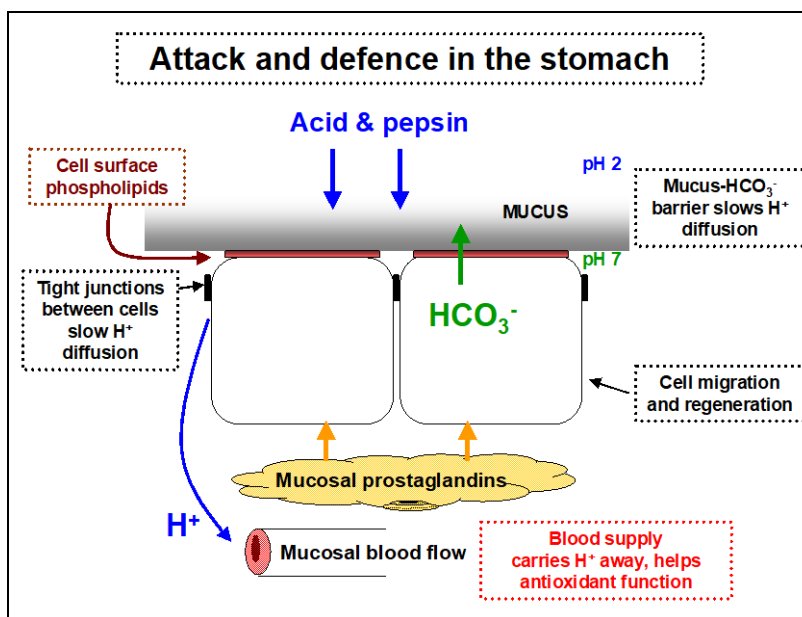 Attack and defence in the stomach
Acid & pepsin
Cell surface
phospholipids
pH 2
MUCUS
Mucus-HCO₃⁻
barrier slows H⁺
diffusion
pH 7
Tight junctions
between cells
slow H⁺
diffusion
HCO₃⁻
Cell migration
and regeneration
Mucosal prostaglandins
H⁺
Mucosal blood flow
Blood supply
carries H⁺ away, helps
antioxidant function